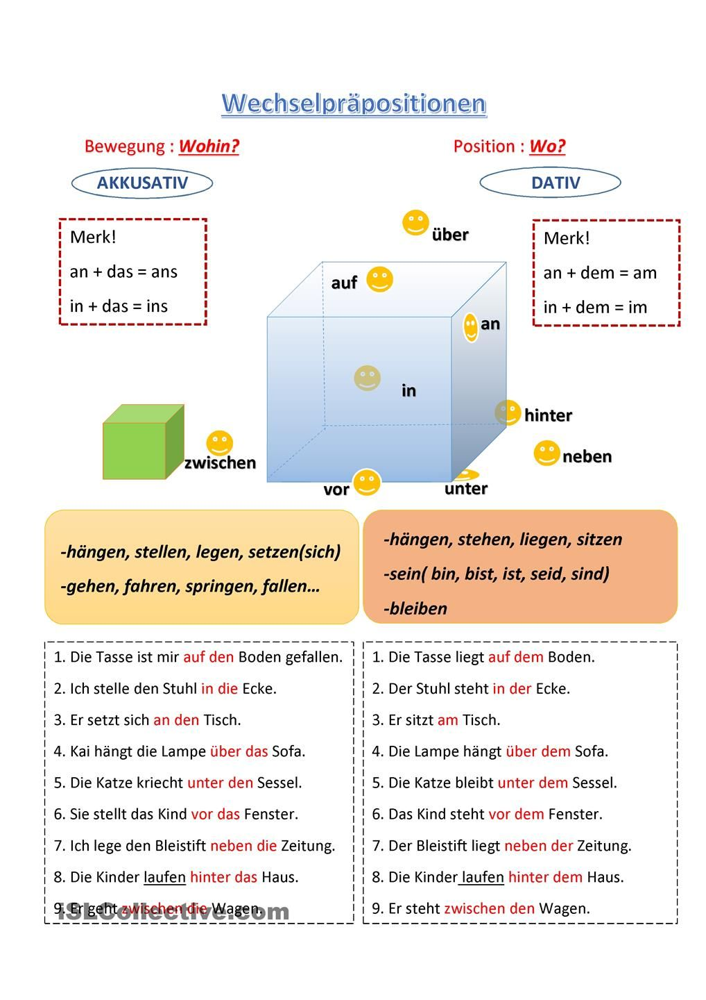 Wechselpräpositionen
Bewegung : Wohin?
Position : Wo?
AKKUSATIV
DATIV
Merk!
an + das = ans
in + das = ins
Merk!
an + dem = am
in + dem = im
über
auf
an
in
hinter
neben
zwischen
vor
unter
-hängen, stellen, legen, setzen(sich)
-gehen, fahren, springen, fallen...
-hängen, stehen, liegen, sitzen
-sein( bin, bist, ist, seid, sind)
-bleiben
1. Die Tasse ist mir auf den Boden gefallen.
2. Ich stelle den Stuhl in die Ecke.
3. Er setzt sich an den Tisch.
4. Kai hängt die Lampe über das Sofa.
5. Die Katze kriecht unter den Sessel.
6. Sie stellt das Kind vor das Fenster.
7. Ich lege den Bleistift neben die Zeitung.
8. Die Kinder laufen hinter das Haus.
9. Er geht zwischen die Wagen.
iSLCollective.com
1. Die Tasse liegt auf dem Boden.
2. Der Stuhl steht in der Ecke.
3. Er sitzt am Tisch.
4. Die Lampe hängt über dem Sofa.
5. Die Katze bleibt unter dem Sessel.
6. Das Kind steht vor dem Fenster.
7. Der Bleistift liegt neben der Zeitung.
8. Die Kinder laufen hinter dem Haus.
9. Er steht zwischen den Wagen.